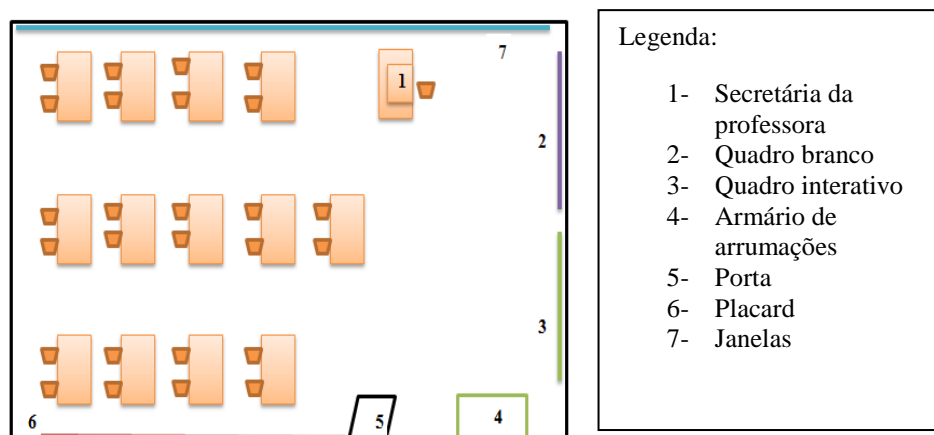 7
1
2
3
6
5
4
Legenda:
1- Secretária da
professora
2- Quadro branco
3- Quadro interativo
4- Armário de
arrumações
5- Porta
6- Placard
7- Janelas